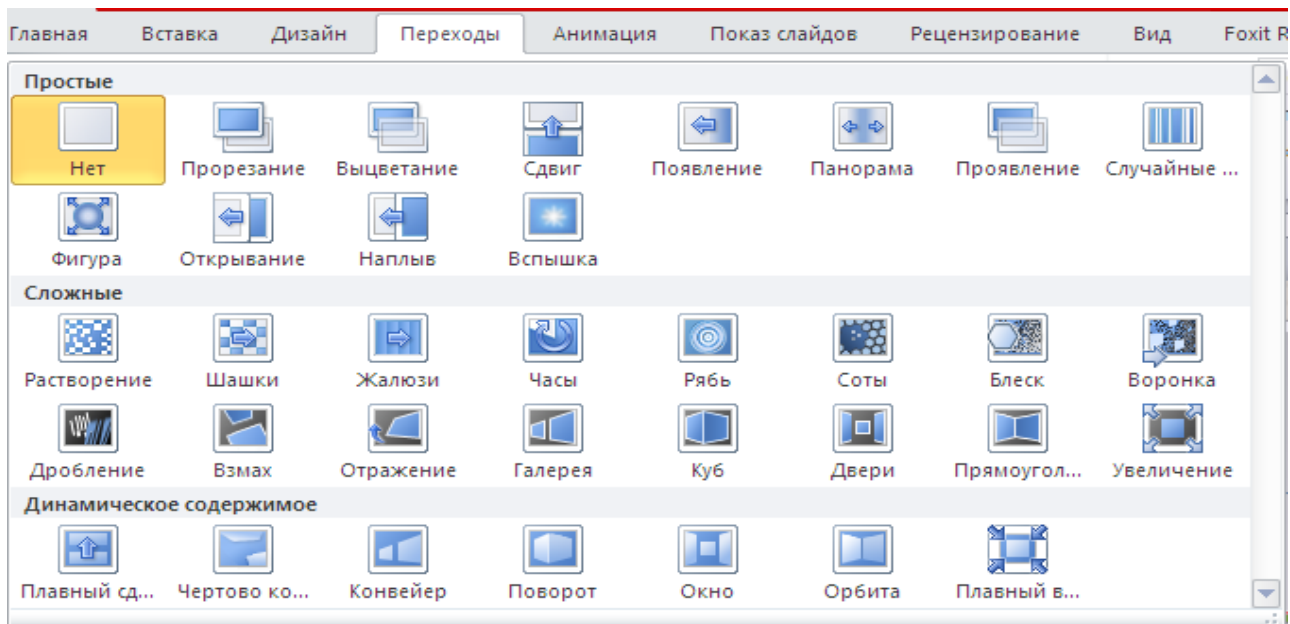 Главная Вставка Дизайн Переходы Анимация Показ слайдов Рецензирование Вид Foxit R
Простые
Нет Прорезание Выцветание Сдвиг Появление Панорама Проявление Случайные ...
Фигура Открывание Наплыв Вспышка
Сложные
Растворение Шашки Жалюзи Часы Рябь Соты Блеск Воронка
Дробление Взмах Отражение Галерея Куб Двери Прямоугол... Увеличение
Динамическое содержимое
Плавный сд... Чертово ко... Конвейер Поворот Окно Орбита Плавный в...